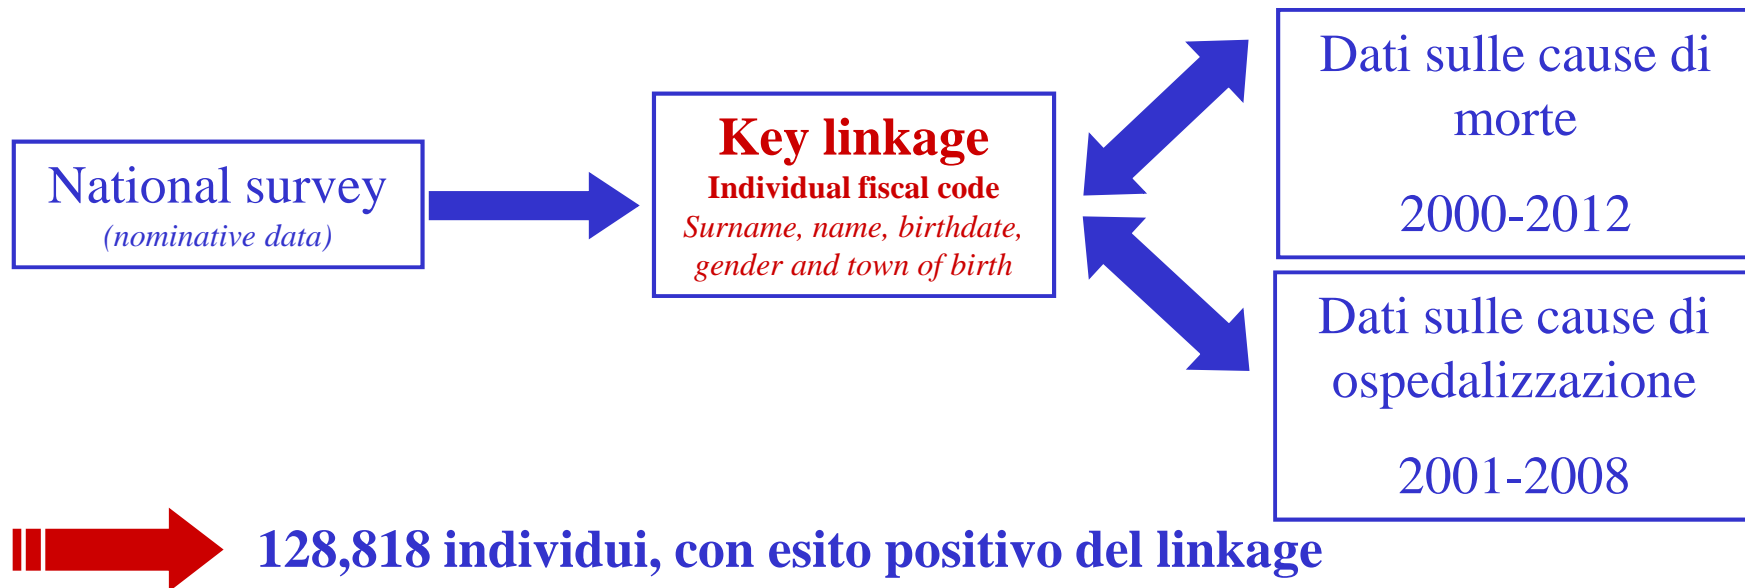 National survey
(nominative data)
Key linkage
Individual fiscal code
Surname, name, birthdate,
gender and town of birth
Dati sulle cause di
morte
2000-2012
Dati sulle cause di
ospedalizzazione
2001-2008
128,818 individui, con esito positivo del linkage